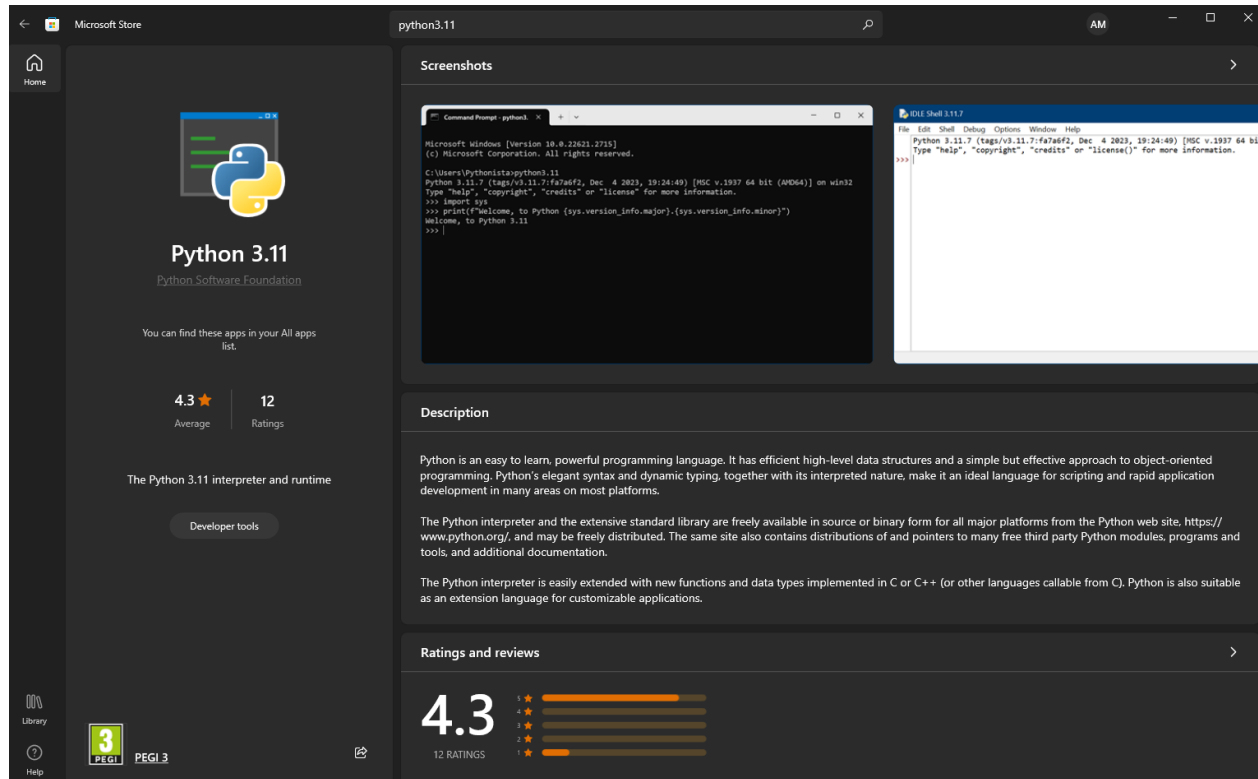 Microsoft Store
python3.11
AM
Home
Python 3.11
Python Software Foundation
You can find these apps in your All apps
list.
4.3
12
Average
Ratings
The Python 3.11 interpreter and runtime
Developer tools
Library
Help
3
PEGI
PEGI 3
Screenshots
Command Prompt - python3.
Microsoft Windows [Version 10.0.22621.2715]
(c) Microsoft Corporation. All rights reserved.
C:\Users\Pythonista>python3.11
Python 3.11.7 (tags/v3.11.7:fa7a6f2, Dec  4 2023, 19:24:49) [MSC v.1937 64 bit (AMD64)] on win32
Type "help", "copyright", "credits" or "license" for more information.
>>> import sys
>>> print(f"Welcome, to Python {sys.version_info.major}.{sys.version_info.minor}")
Welcome, to Python 3.11
>>>
IDLE Shell 3.11.7
File Edit Shell Debug Options Window Help
Python 3.11.7 (tags/v3.11.7:fa7a6f2, Dec  4 2023, 19:24:49) [MSC v.1937 64 bi
Type "help", "copyright", "credits" or "license()" for more information.
>>>
Description
Python is an easy to learn, powerful programming language. It has efficient high-level data structures and a simple but effective approach to object-oriented
programming. Python's elegant syntax and dynamic typing, together with its interpreted nature, make it an ideal language for scripting and rapid application
development in many areas on most platforms.
The Python interpreter and the extensive standard library are freely available in source or binary form for all major platforms from the Python web site, https://
www.python.org/, and may be freely distributed. The same site also contains distributions of and pointers to many free third party Python modules, programs and
tools, and additional documentation.
The Python interpreter is easily extended with new functions and data types implemented in C or C++ (or other languages callable from C). Python is also suitable
as an extension language for customizable applications.
Ratings and reviews
4.3
12 RATINGS
5
4
3
2
1